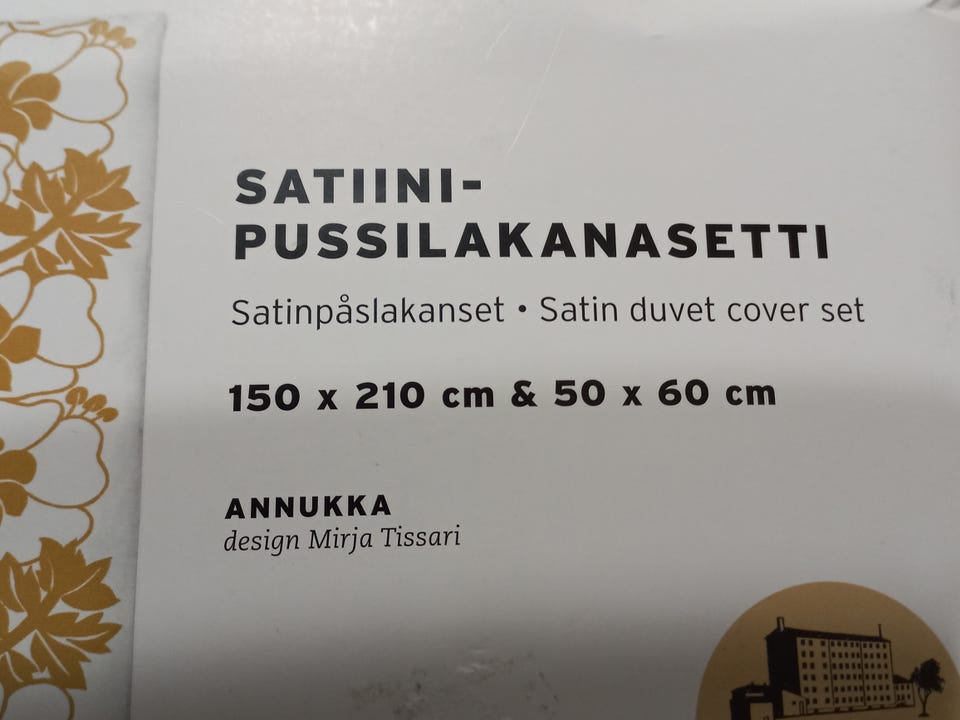 SATIINI-
PUSSILAKANASETTI
Satinpåslakanset • Satin duvet cover set
150 x 210 cm & 50 x 60 cm
ANNUKKA
design Mirja Tissari